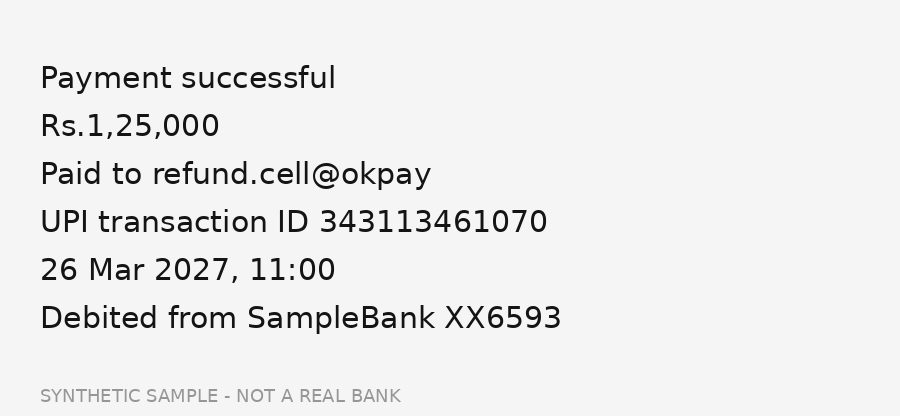 Payment successful
Rs.1,25,000
Paid to refund.cell@okpay
UPI transaction ID 343113461070
26 Mar 2027, 11:00
Debited from SampleBank XX6593
SYNTHETIC SAMPLE - NOT A REAL BANK